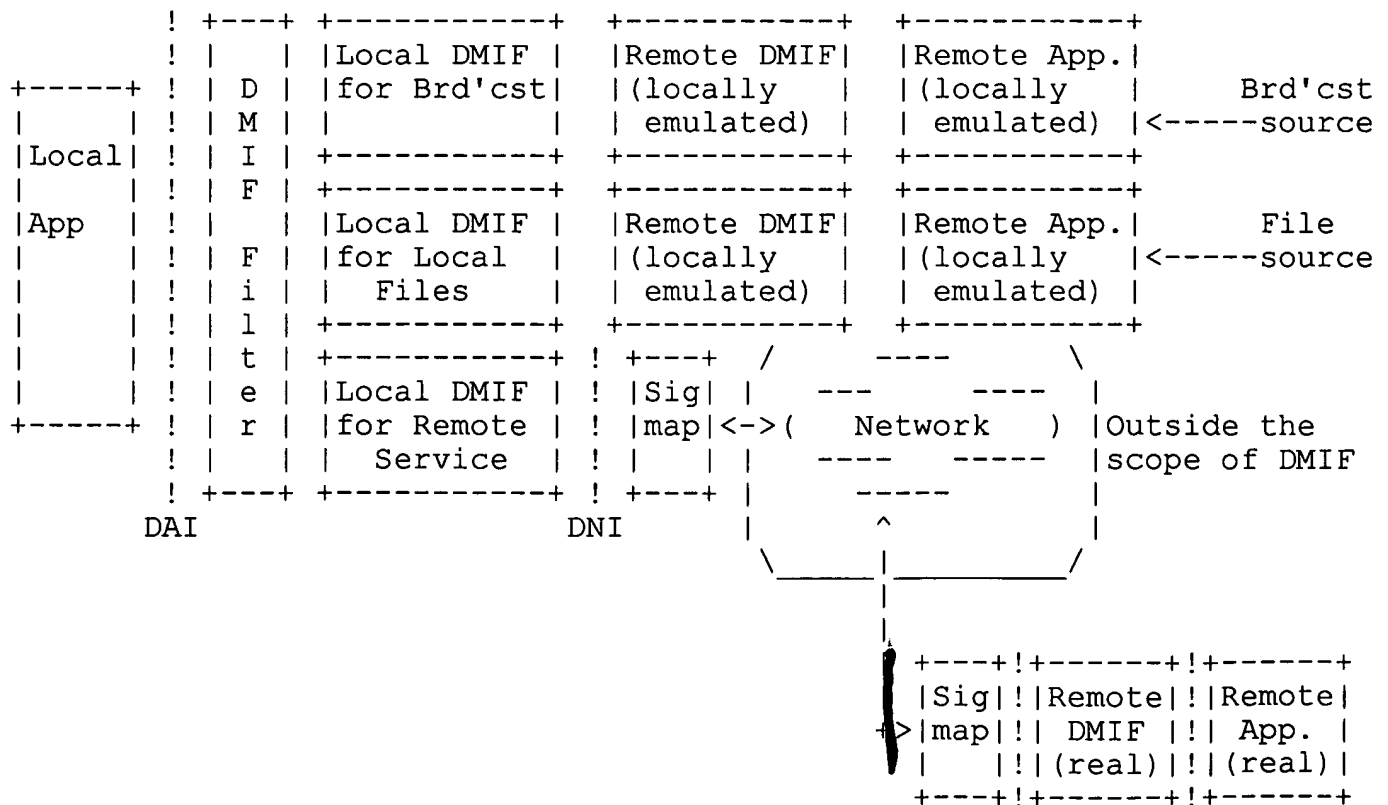 Local DMIF for Brd'cst
Remote DMIF (locally emulated)
Remote App. (locally emulated)
Brd'cst source
Local App
DMIF Filter
Local DMIF for Local Files
Remote DMIF (locally emulated)
Remote App. (locally emulated)
File source
Local DMIF for Remote Service
Sig map
Network
Outside the scope of DMIF
DAI
DNI
Sig map
Remote DMIF (real)
Remote App. (real)